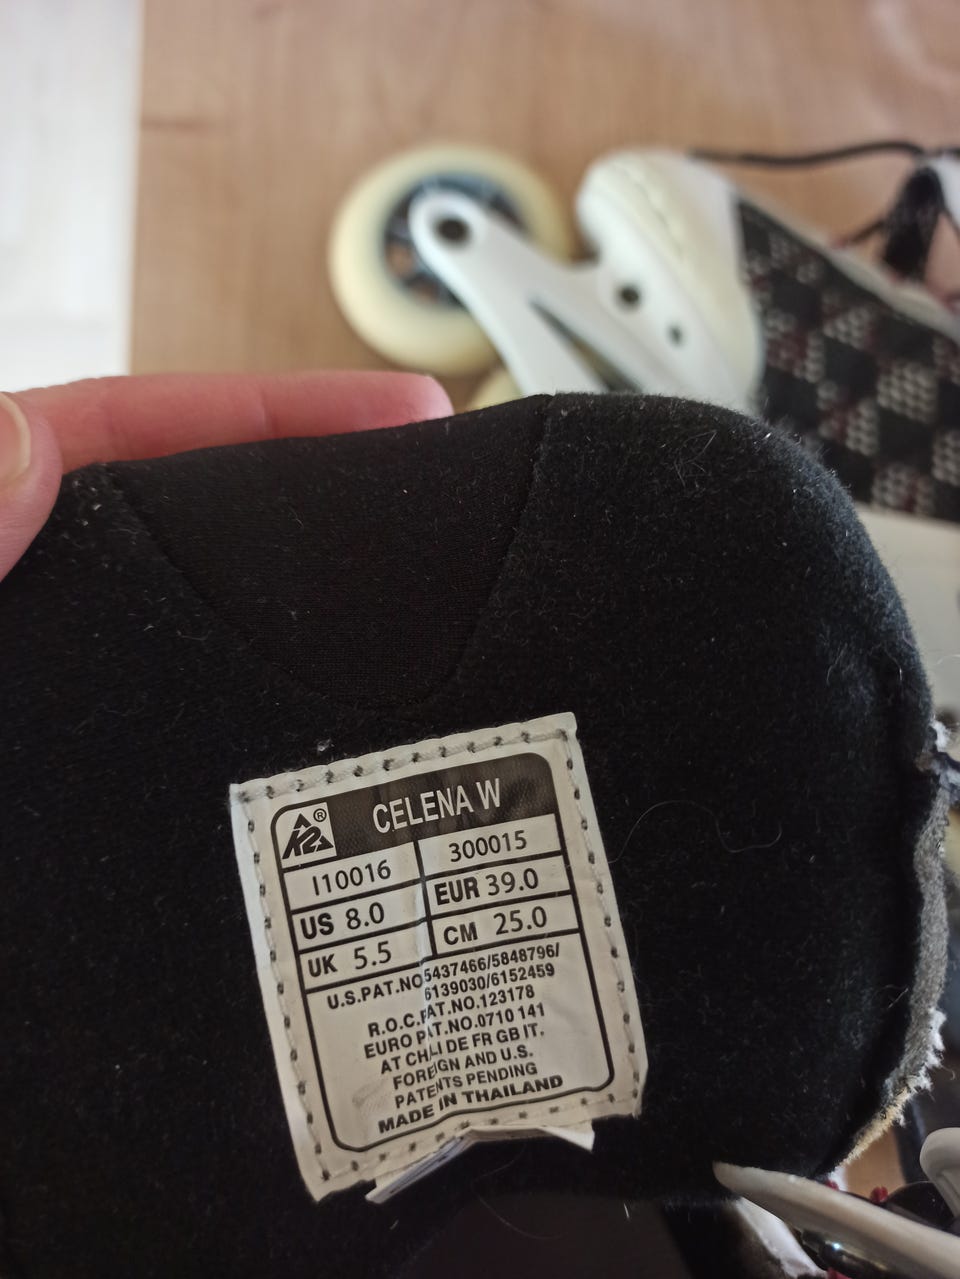 K2 ® CELENA W
I10016 300015
US 8.0 EUR 39.0
UK 5.5 CM 25.0
U.S.PAT.NO5437466/5848796/
6139030/6152459
R.O.C.PAT.NO.123178
EURO PAT.NO.0710 141
AT CH LI DE FR GB IT.
FOREIGN AND U.S.
PATENTS PENDING
MADE IN THAILAND